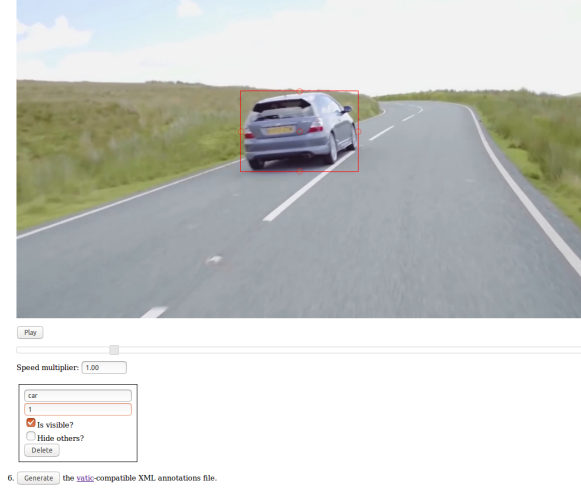 Play
Speed multiplier: 1.00
car
1
Is visible?
Hide others?
Delete
6. Generate the vatic-compatible XML annotations file.